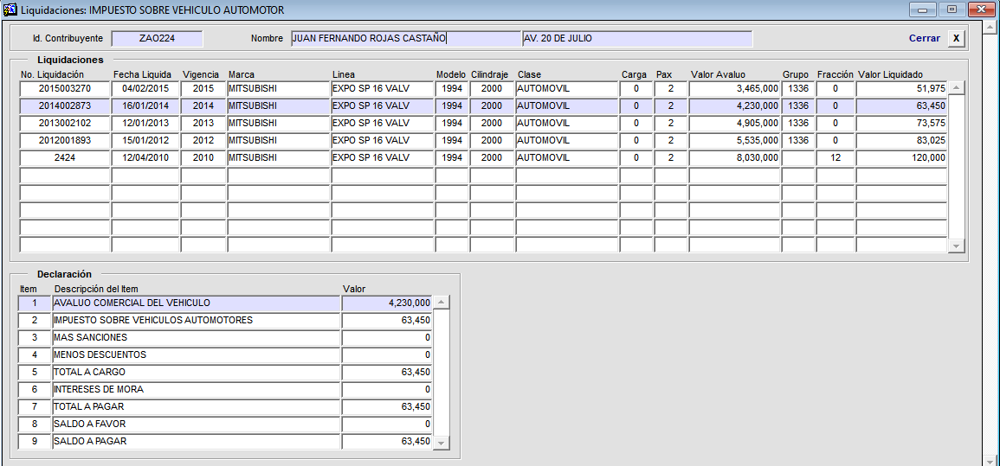 Liquidaciones: IMPUESTO SOBRE VEHICULO AUTOMOTOR
Id. Contribuyente ZAO224 Nombre JUAN FERNANDO ROJAS CASTAÑO AV. 20 DE JULIO Cerrar X
Liquidaciones
No. Liquidación Fecha Liquida Vigencia Marca Linea Modelo Cilindraje Clase Carga Pax Valor Avaluo Grupo Fracción Valor Liquidado
2015003270 04/02/2015 2015 MITSUBISHI EXPO SP 16 VALV 1994 2000 AUTOMOVIL 0 2 3,465,000 1336 0 51,975
2014002873 16/01/2014 2014 MITSUBISHI EXPO SP 16 VALV 1994 2000 AUTOMOVIL 0 2 4,230,000 1336 0 63,450
2013002102 12/01/2013 2013 MITSUBISHI EXPO SP 16 VALV 1994 2000 AUTOMOVIL 0 2 4,905,000 1336 0 73,575
2012001893 15/01/2012 2012 MITSUBISHI EXPO SP 16 VALV 1994 2000 AUTOMOVIL 0 2 5,535,000 1336 0 83,025
2424 12/04/2010 2010 MITSUBISHI EXPO SP 16 VALV 1994 2000 AUTOMOVIL 0 2 8,030,000 12 120,000
Declaración
Item Descripción del Item Valor
1 AVALUO COMERCIAL DEL VEHICULO 4,230,000
2 IMPUESTO SOBRE VEHICULOS AUTOMOTORES 63,450
3 MAS SANCIONES 0
4 MENOS DESCUENTOS 0
5 TOTAL A CARGO 63,450
6 INTERESES DE MORA 0
7 TOTAL A PAGAR 63,450
8 SALDO A FAVOR 0
9 SALDO A PAGAR 63,450